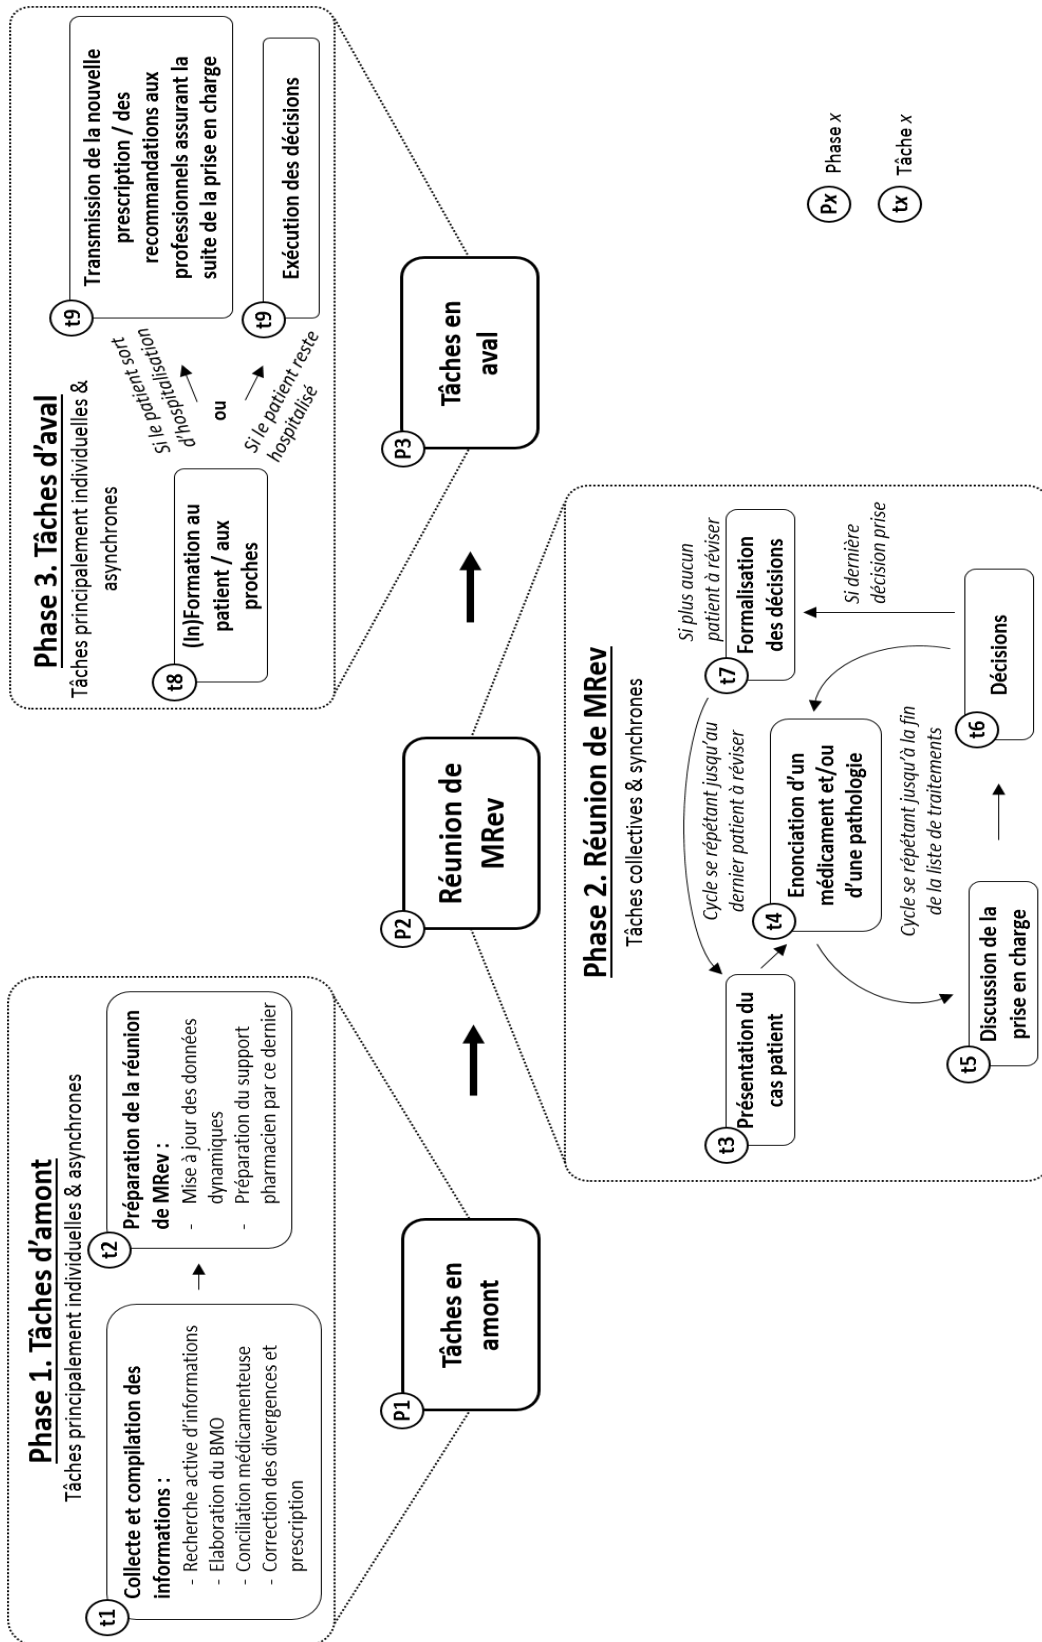 Phase 1. Tâches d'amont
Tâches principalement individuelles & asynchrones
t1
Collecte et compilation des
informations :
- Recherche active d'informations
- Elaboration du BMO
- Conciliation médicamenteuse
- Correction des divergences et
prescription
t2
Préparation de la réunion
de MRev :
- Mise à jour des données
dynamiques
- Préparation du support
pharmacien par ce dernier
P1
Tâches en
amont
P2
Réunion de
MRev
P3
Tâches en
aval
Phase 2. Réunion de MRev
Tâches collectives & synchrones
t3
Présentation du
cas patient
Cycle se répétant jusqu'au
dernier patient à réviser
t4
Enonciation d'un
médicament et/ou
d'une pathologie
Cycle se répétant jusqu'à la fin
de la liste de traitements
t5
Discussion de la
prise en charge
t6
Décisions
Si dernière
décision prise
t7
Formalisation
des décisions
Si plus aucun
patient à réviser
Phase 3. Tâches d'aval
Tâches principalement individuelles &
asynchrones
t8
(In)Formation au
patient / aux
proches
Si le patient sort
d'hospitalisation
ou
Si le patient reste
hospitalisé
t9
Transmission de la nouvelle
prescription / des
recommandations aux
professionnels assurant la
suite de la prise en charge
t9
Exécution des décisions
Px Phase x
tx Tâche x